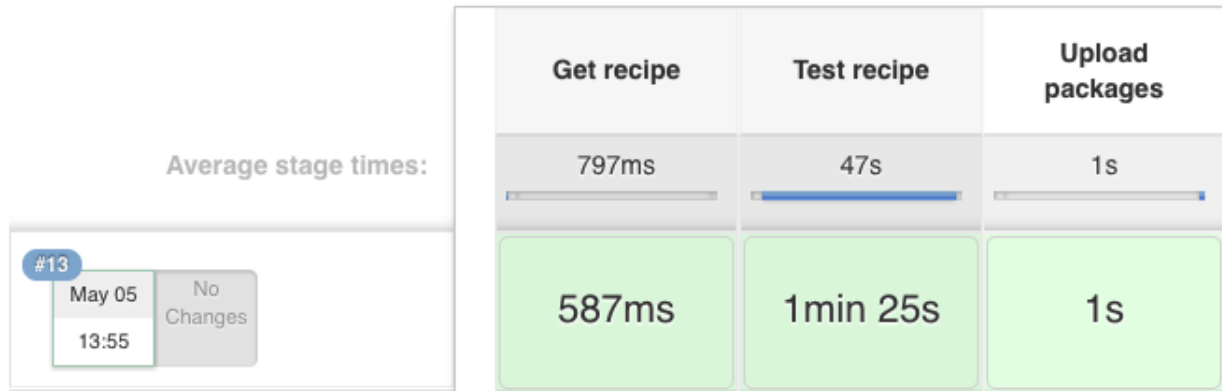 Get recipe
Test recipe
Upload
packages
Average stage times:
797ms
47s
1s
#13
May 05
No
Changes
13:55
587ms
1min 25s
1s